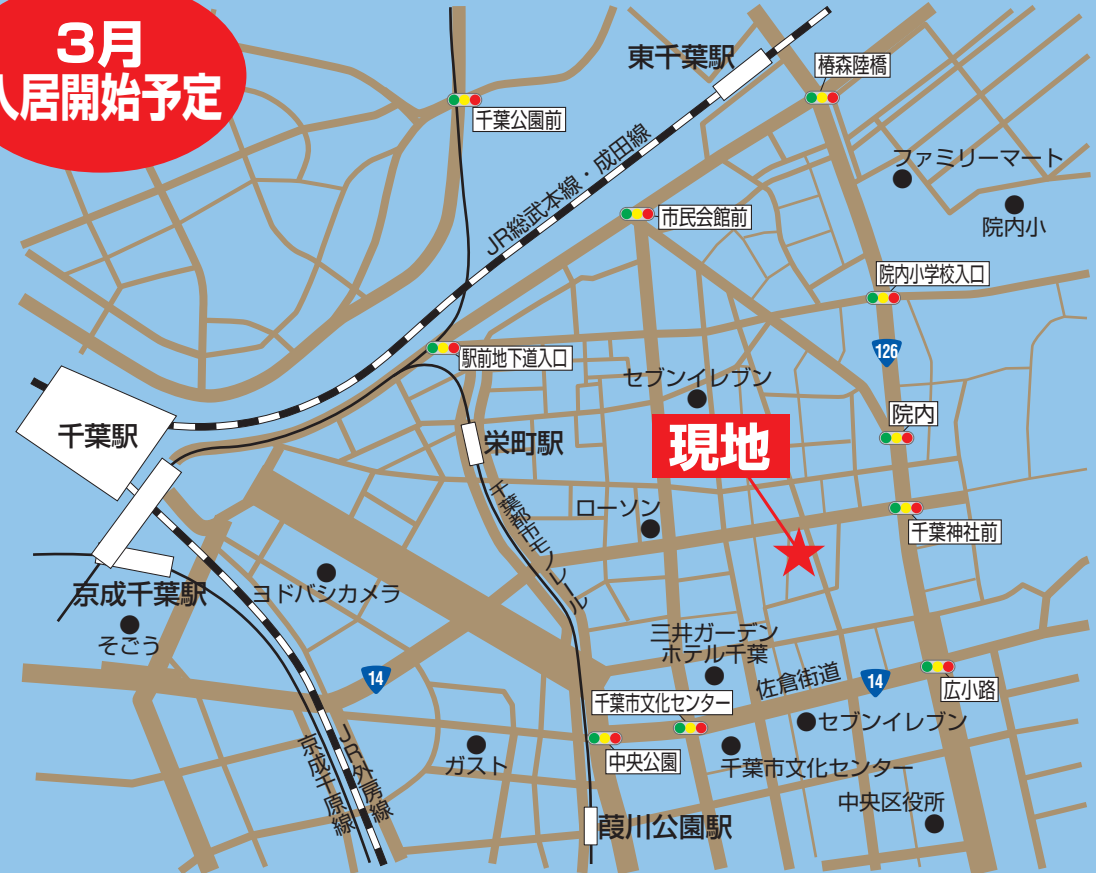 3月
入居開始予定
東千葉駅
椿森陸橋
千葉公園前
JR総武本線・成田線
ファミリーマート
院内小
市民会館前
院内小学校入口
126
駅前地下道入口
セブンイレブン
院内
千葉駅
栄町駅
現地
千葉都市モノレール
ローソン
千葉神社前
京成千葉駅
ヨドバシカメラ
そごう
三井ガーデン
ホテル千葉
佐倉街道
14
14
広小路
千葉市文化センター
セブンイレブン
中央公園
千葉市文化センター
ガスト
JR外房線
京成千原線
中央区役所
葭川公園駅